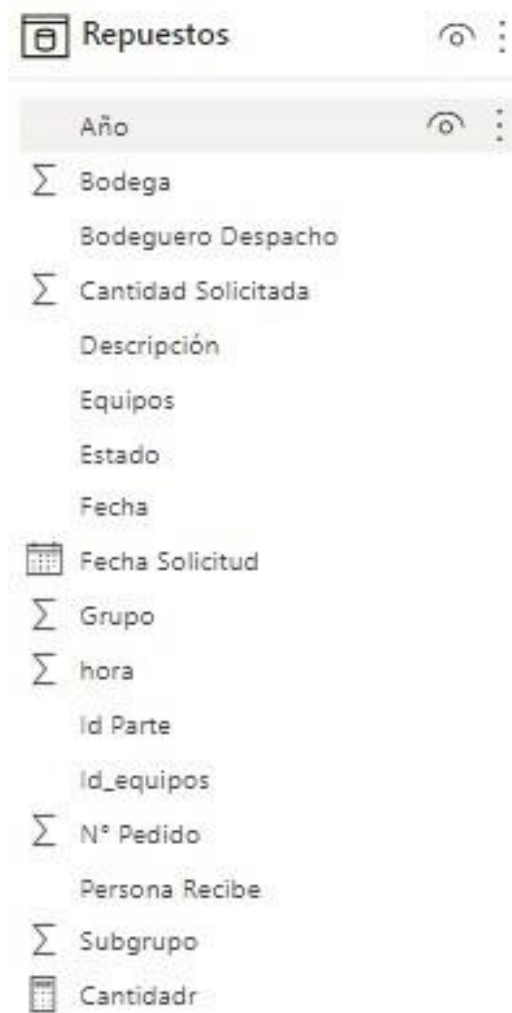 Repuestos
Año
Bodega
Bodeguero Despacho
Cantidad Solicitada
Descripción
Equipos
Estado
Fecha
Fecha Solicitud
Grupo
hora
Id Parte
Id_equipos
N° Pedido
Persona Recibe
Subgrupo
Cantidadr